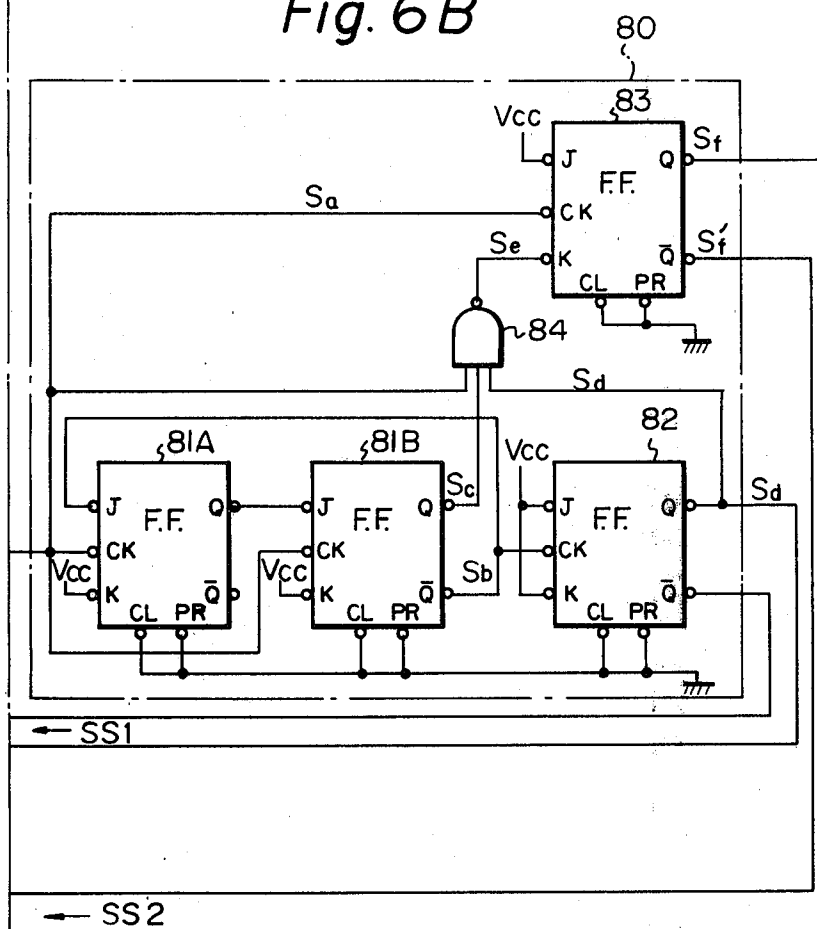 Fig. 6B
80
83
Vcc
J
Q
Sf
F.F.
Sa
CK
Se
K
Q̅
Sf′
CL
PR
84
Sd
81A
81B
82
Vcc
J
Q
J
Sc
Q
J
Q
Sd
F.F.
F.F.
F.F.
CK
CK
CK
Vcc
Vcc
Sb
K
Q̅
K
Q̅
K
Q̅
CL
PR
CL
PR
CL
PR
SS1
SS2